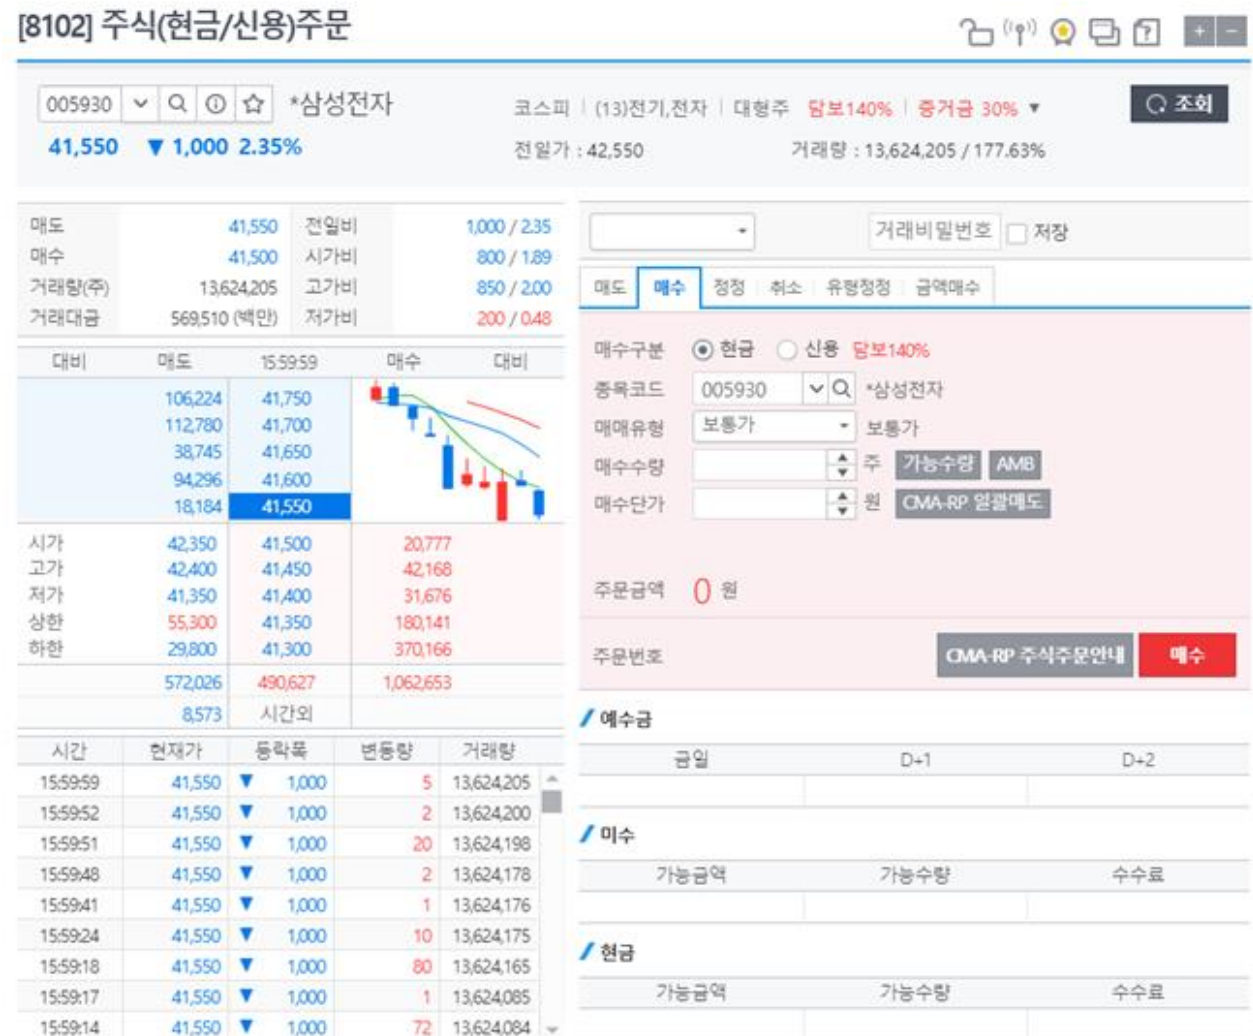 [8102] 주식(현금/신용)주문
005930 *삼성전자 코스피 (13)전기,전자 대형주 담보140% 증거금 30% ▼ 조회
41,550 ▼ 1,000 2.35% 전일가 : 42,550 거래량 : 13,624,205 / 177.63%
매도 41,550 전일비 1,000 / 2.35
매수 41,500 시가비 800 / 1.89
거래량(주) 13,624,205 고가비 850 / 2.00
거래대금 569,510 (백만) 저가비 200 / 0.48
대비 매도 15:59:59 매수 대비
106,224 41,750
112,780 41,700
38,745 41,650
94,296 41,600
18,184 41,550
시가 42,350 41,500 20,777
고가 42,400 41,450 42,168
저가 41,350 41,400 31,676
상한 55,300 41,350 180,141
하한 29,800 41,300 370,166
572,026 490,627 1,062,653
8,573 시간외
시간 현재가 등락폭 변동량 거래량
15:59:59 41,550 ▼ 1,000 5 13,624,205
15:59:52 41,550 ▼ 1,000 2 13,624,200
15:59:51 41,550 ▼ 1,000 20 13,624,198
15:59:48 41,550 ▼ 1,000 2 13,624,178
15:59:41 41,550 ▼ 1,000 1 13,624,176
15:59:24 41,550 ▼ 1,000 10 13,624,175
15:59:18 41,550 ▼ 1,000 80 13,624,165
15:59:17 41,550 ▼ 1,000 1 13,624,085
15:59:14 41,550 ▼ 1,000 72 13,624,084
거래비밀번호 저장
매도 매수 정정 취소 유형정정 금액매수
매수구분 현금 신용 담보140%
종목코드 005930 *삼성전자
매매유형 보통가 보통가
매수수량 주 가능수량 AMB
매수단가 원 CMA-RP 일괄매도
주문금액 0 원
주문번호 CMA-RP 주식주문안내 매수
예수금
금일 D+1 D+2
미수
가능금액 가능수량 수수료
현금
가능금액 가능수량 수수료